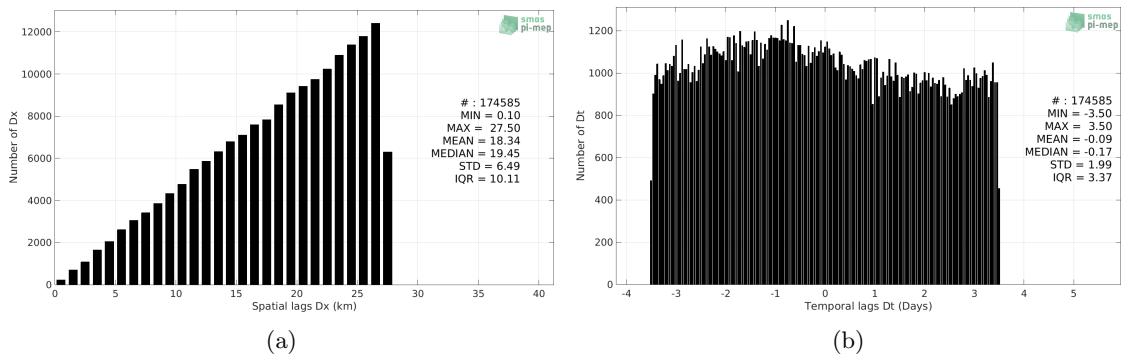 smos
pi-mep
12000
10000
8000
6000
4000
2000
0
Number of Dx
# : 174585
MIN = 0.10
MAX = 27.50
MEAN = 18.34
MEDIAN = 19.45
STD = 6.49
IQR = 10.11
0 5 10 15 20 25 30 35 40
Spatial lags Dx (km)
(a)
smos
pi-mep
1200
1000
800
600
400
200
0
Number of Dt
# : 174585
MIN = -3.50
MAX = 3.50
MEAN = -0.09
MEDIAN = -0.17
STD = 1.99
IQR = 3.37
-4 -3 -2 -1 0 1 2 3 4 5
Temporal lags Dt (Days)
(b)